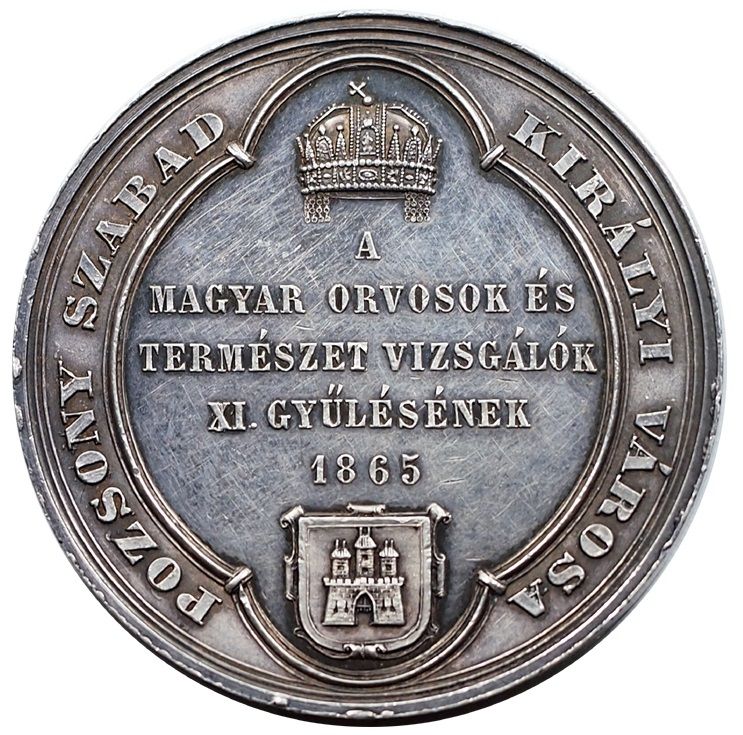 POZSONY SZABAD KIRÁLYI VÁROSA
A
MAGYAR ORVOSOK ÉS
TERMÉSZET VIZSGÁLÓK
XI. GYŰLÉSÉNEK
1865